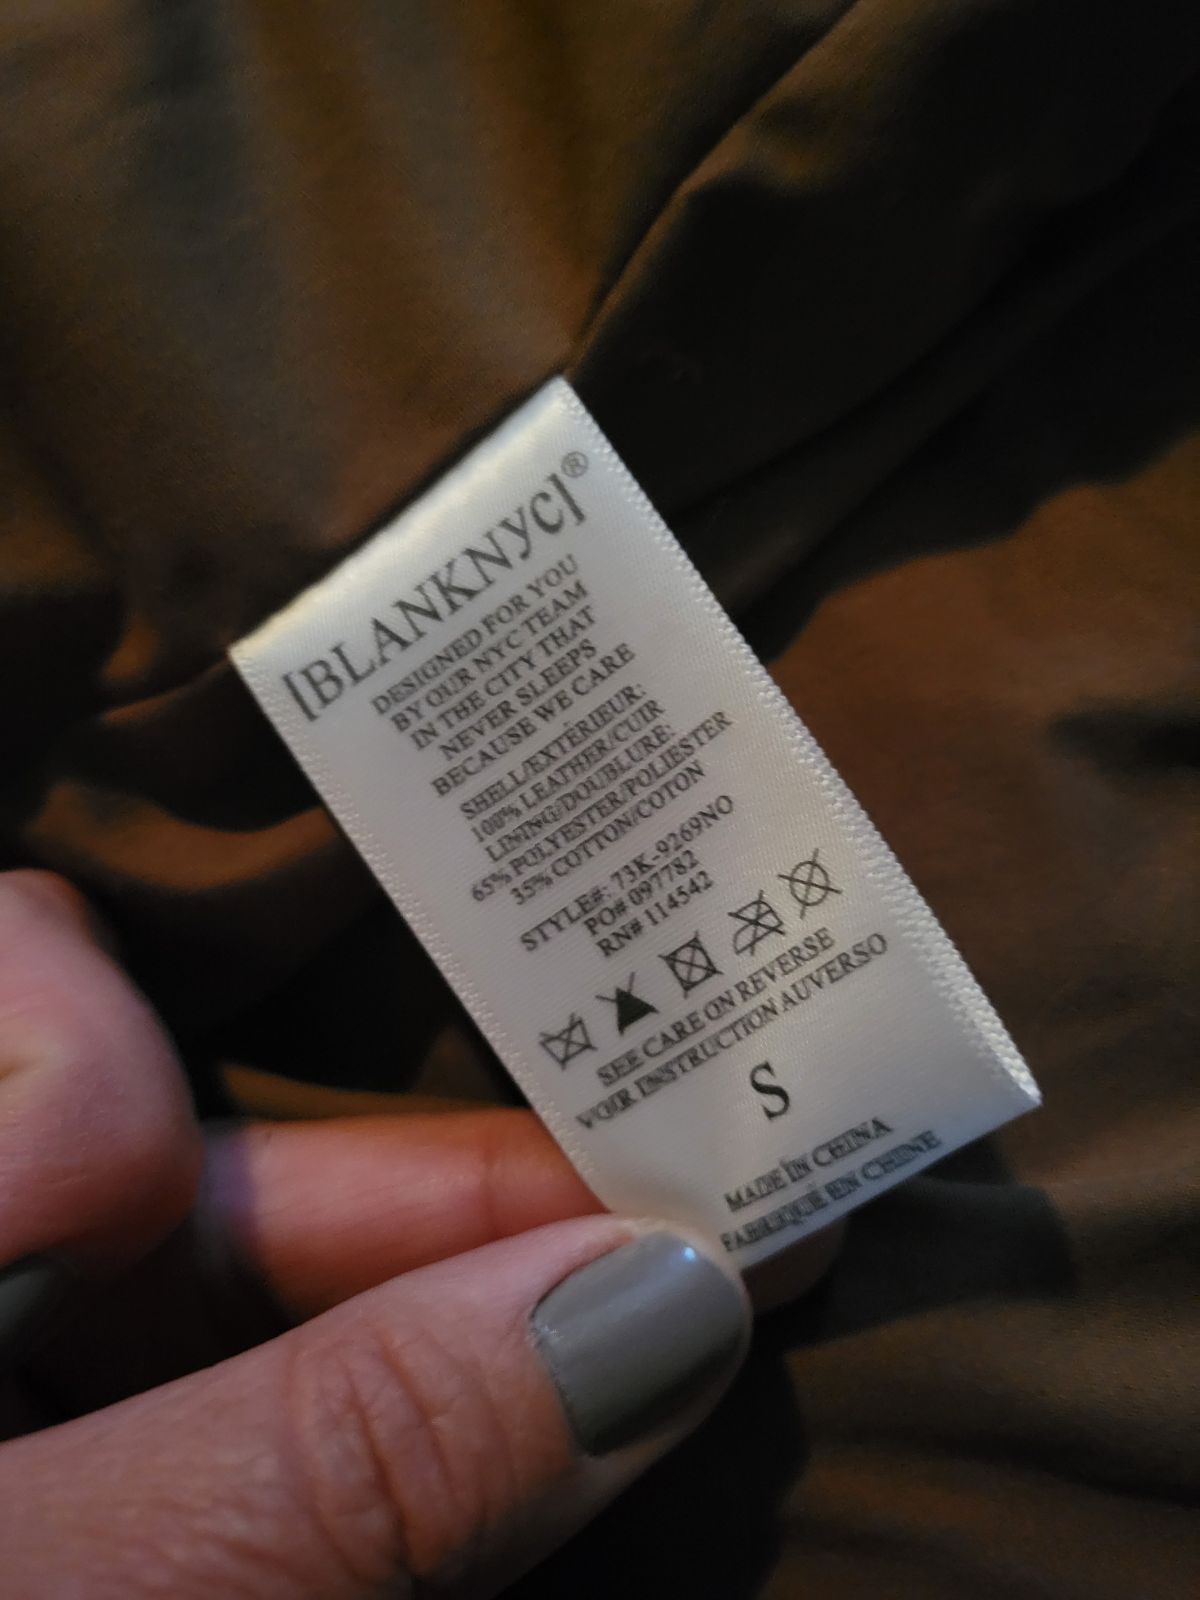 [BLANKNYC]®
DESIGNED FOR YOU
BY OUR NYC TEAM
IN THE CITY THAT
NEVER SLEEPS
BECAUSE WE CARE
SHELL/EXTÉRIEUR:
100% LEATHER/CUIR
LINING/DOUBLURE:
65% POLYESTER/POLIESTER
35% COTTON/COTON
STYLE#: 73K-9269NO
PO# 097782
RN# 114542
SEE CARE ON REVERSE
VOIR INSTRUCTION AUVERSO
S
MADE IN CHINA
FABRIQUÉ EN CHINE